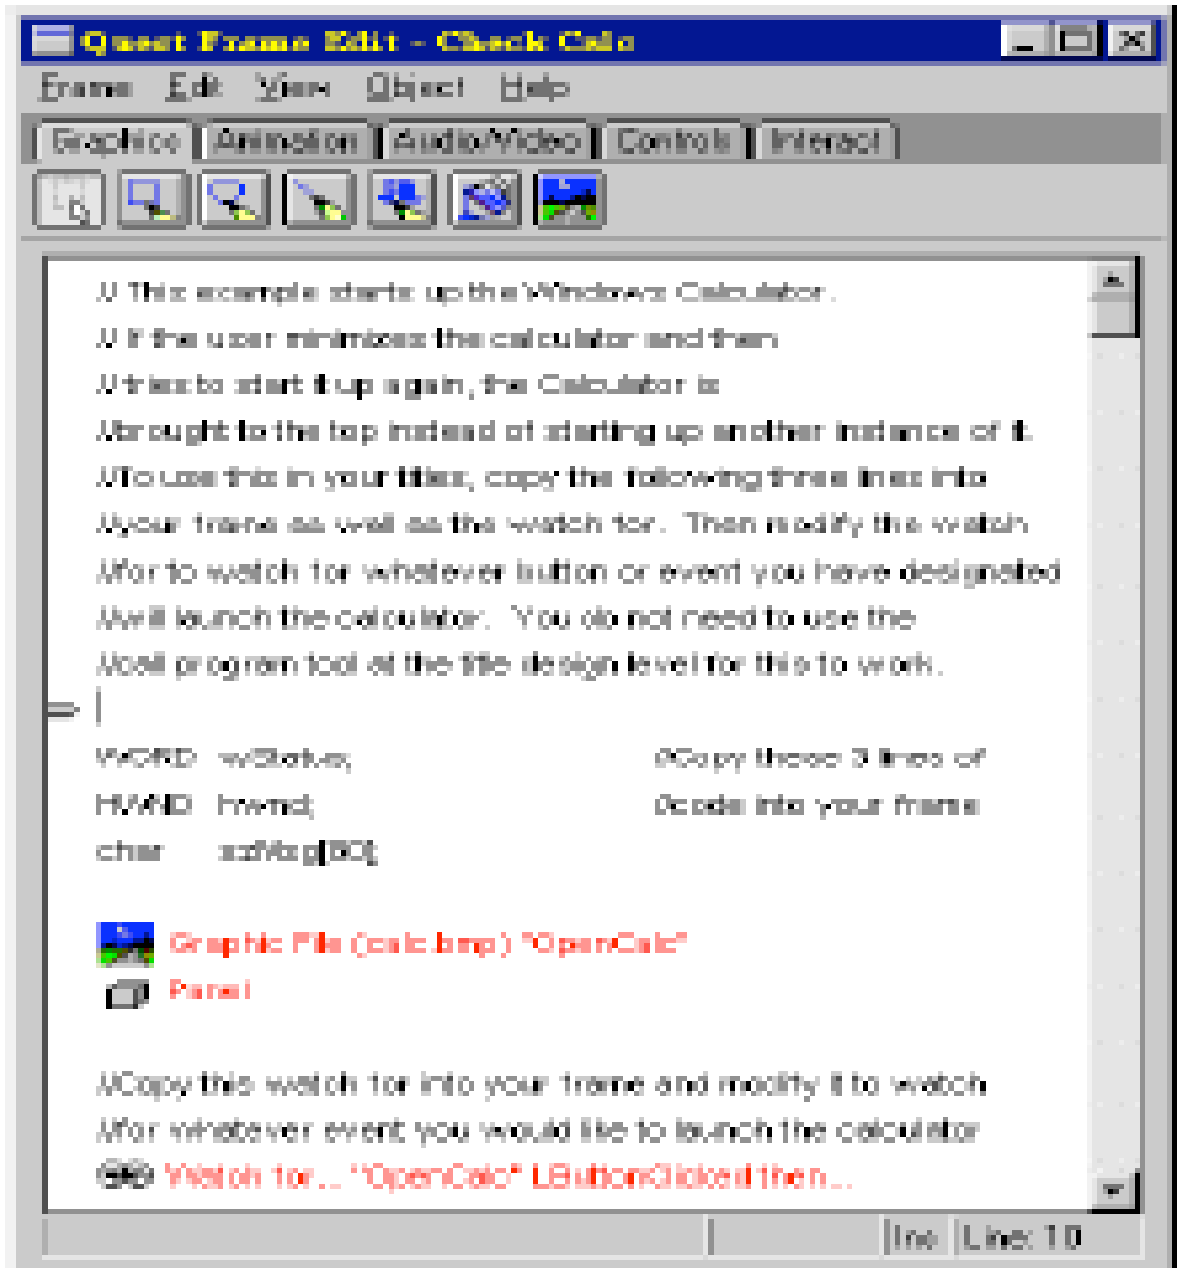 Quest Frame Edit - Check Calc
Frame Edit View Object Help
Graphics Animation Audio/Video Controls Interact
// This example starts up the Windows Calculator.
// If the user minimizes the calculator and then
// tries to start it up again, the Calculator is
//brought to the top instead of starting up another instance of it.
//To use this in your titles, copy the following three lines into
//your frame as well as the watch for. Then modify the watch
//for to watch for whatever button or event you have designated
//will launch the calculator. You do not need to use the
//call program tool at the title design level for this to work.
WORD wStatus; //Copy these 3 lines of
HWND hwnd; //code into your frame
char szMsg[80];
Graphic File (calc.bmp) "OpenCalc"
Panel
//Copy this watch for into your frame and modify it to watch
//for whatever event you would like to launch the calculator
Watch for... "OpenCalc" LButtonClicked then...
Ins Line: 10